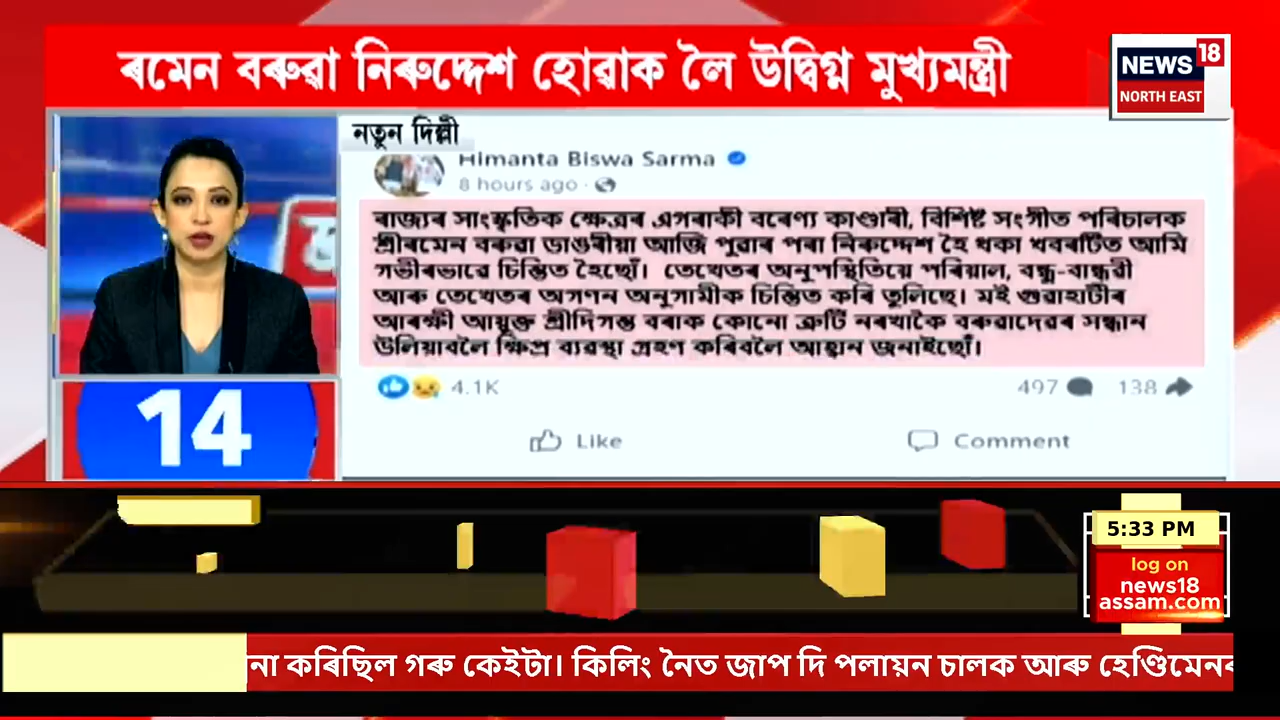 ৰমেন বৰুৱা নিৰুদ্দেশ হোৱাক লৈ উদ্বিগ্ন মুখ্যমন্ত্ৰী
NEWS 18
NORTH EAST
নতুন দিল্লী
Himanta Biswa Sarma
8 hours ago
ৰাজ্যৰ সাংস্কৃতিক ক্ষেত্ৰৰ এগৰাকী বৰেণ্য কাণ্ডাৰী, বিশিষ্ট সংগীত পৰিচালক
শ্ৰীৰমেন বৰুৱা ডাঙৰীয়া আজি পুৱাৰ পৰা নিৰুদ্দেশ হৈ থকা খবৰটিত আমি
গভীৰভাৱে চিন্তিত হৈছোঁ। তেখেতৰ অনুপস্থিতিয়ে পৰিয়াল, বন্ধু-বান্ধৱী
আৰু তেখেতৰ অগণন অনুগামীক চিন্তিত কৰি তুলিছে। মই গুৱাহাটীৰ
আৰক্ষী আয়ুক্ত শ্ৰীদিগন্ত বৰাক কোনো ত্ৰুটি নৰখাকৈ বৰুৱাদেৱৰ সন্ধান
উলিয়াবলৈ ক্ষিপ্ৰ ব্যৱস্থা গ্ৰহণ কৰিবলৈ আহ্বান জনাইছোঁ।
4.1K 497 138
Like Comment
14
5:33 PM
log on
news18
assam.com
না কৰিছিল গৰু কেইটা। কিলিং নৈত জাপ দি পলায়ন চালক আৰু হেণ্ডিমেনৰ